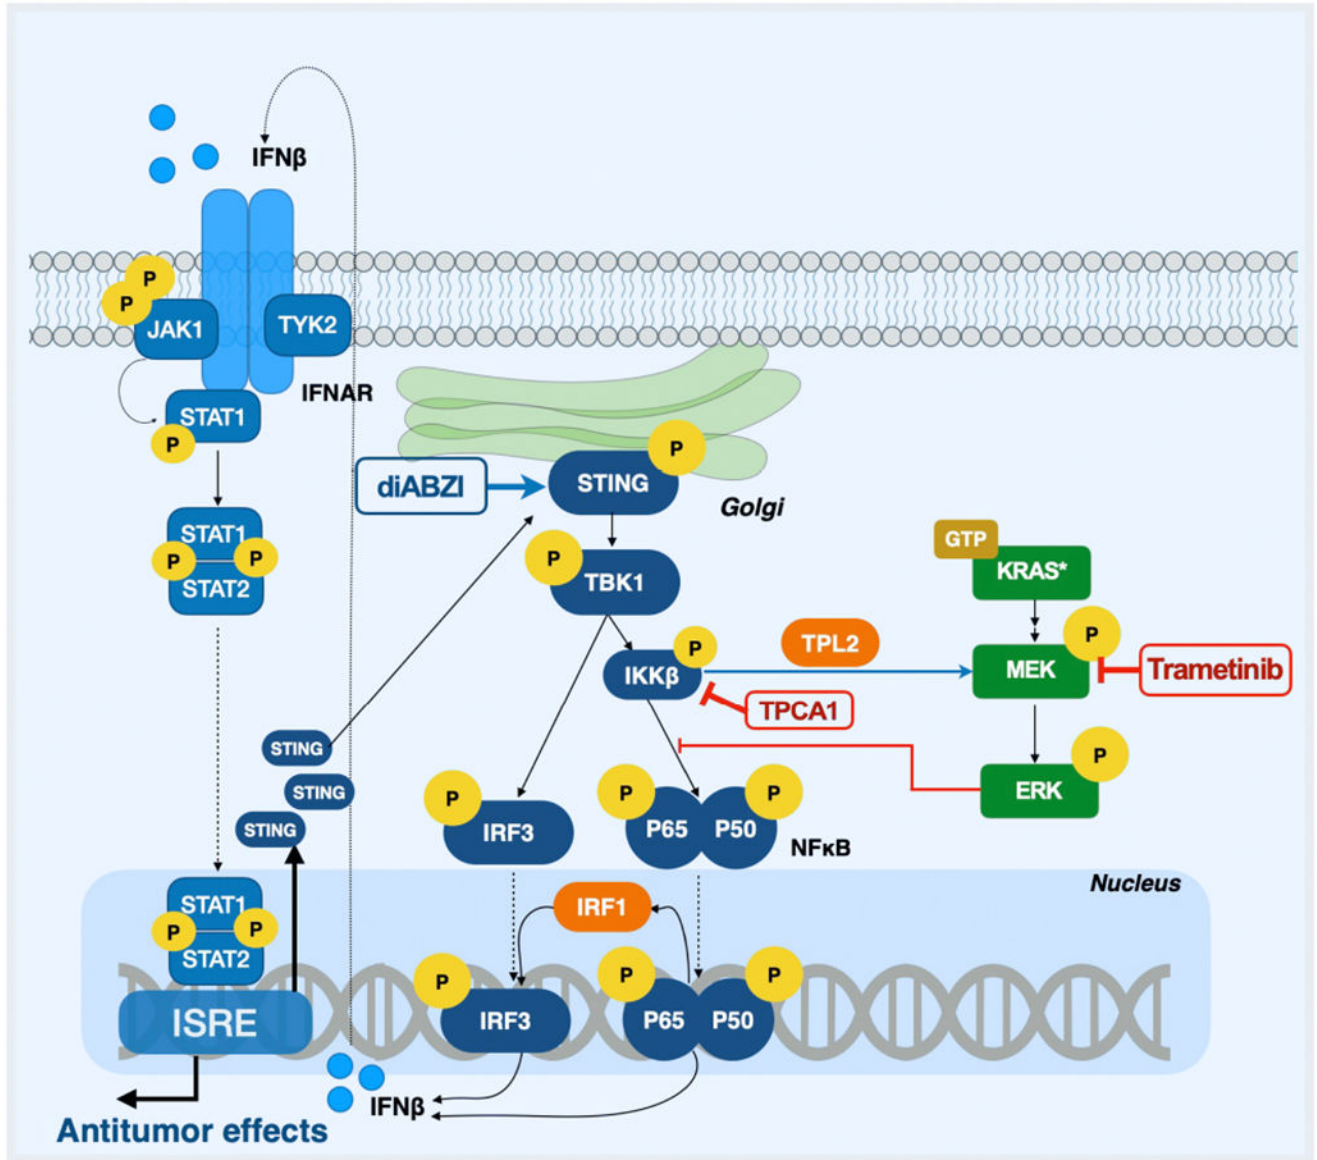 IFNβ
P
P
JAK1
TYK2
IFNAR
STAT1
P
STAT1
P
P
STAT2
diABZI
STING
P
Golgi
P
TBK1
IKKβ
P
TPL2
TPCA1
GTP
KRAS*
P
MEK
Trametinib
P
ERK
STING
STING
STING
P
IRF3
P
P
P65
P50
NFκB
Nucleus
STAT1
P
P
STAT2
ISRE
IRF1
P
IRF3
P
P
P65
P50
IFNβ
Antitumor effects